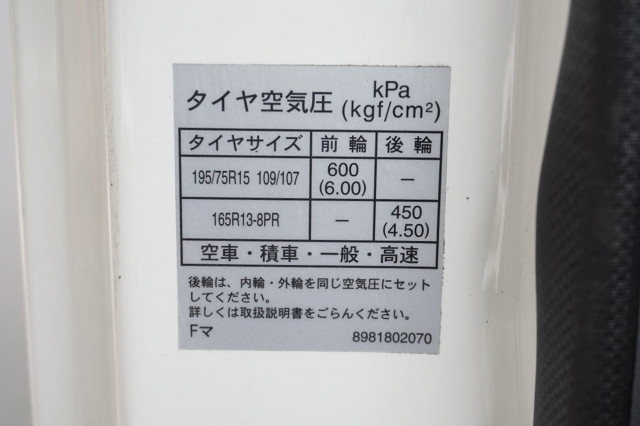 タイヤ空気圧 kPa (kgf/cm²)
タイヤサイズ 前輪 後輪
195/75R15 109/107 600 (6.00) —
165R13-8PR — 450 (4.50)
空車・積車・一般・高速
後輪は、内輪・外輪を同じ空気圧にセット
してください。
詳しくは取扱説明書をごらんください。
Fマ 8981802070